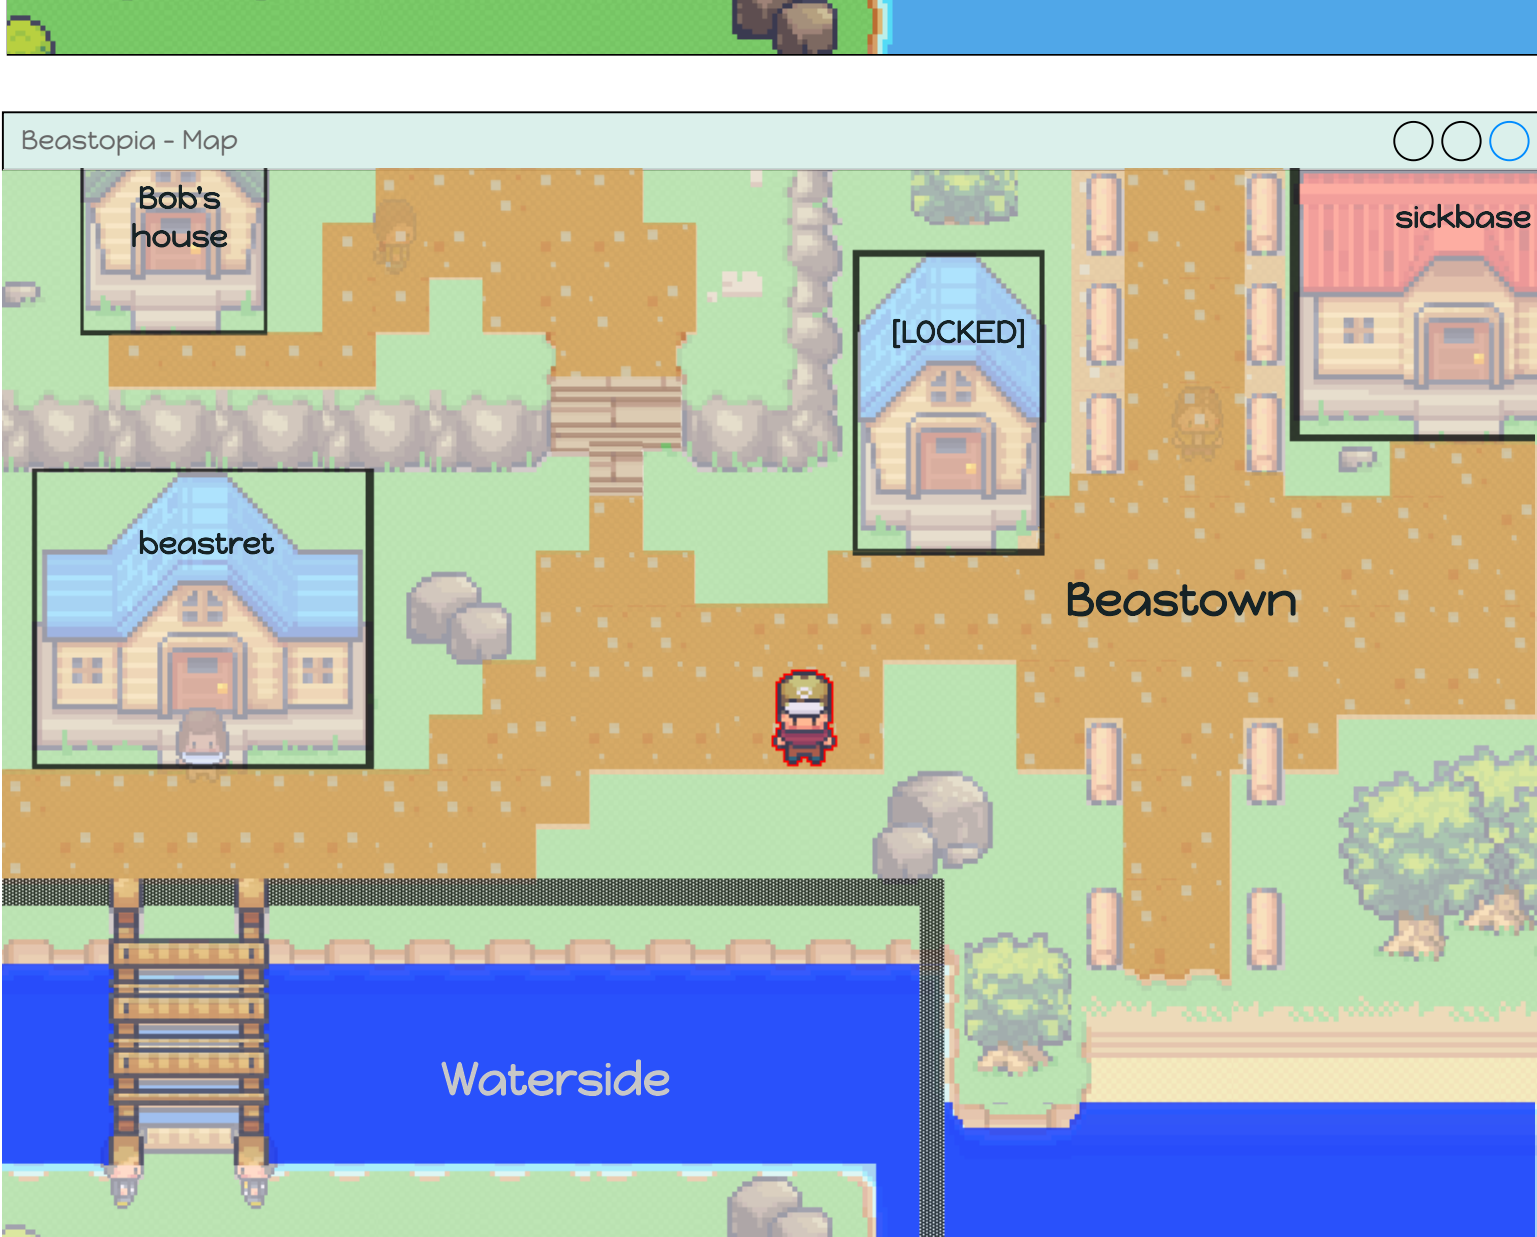 Beastopia - Map
Bob's
house
sickbase
[LOCKED]
beastret
Beastown
Waterside